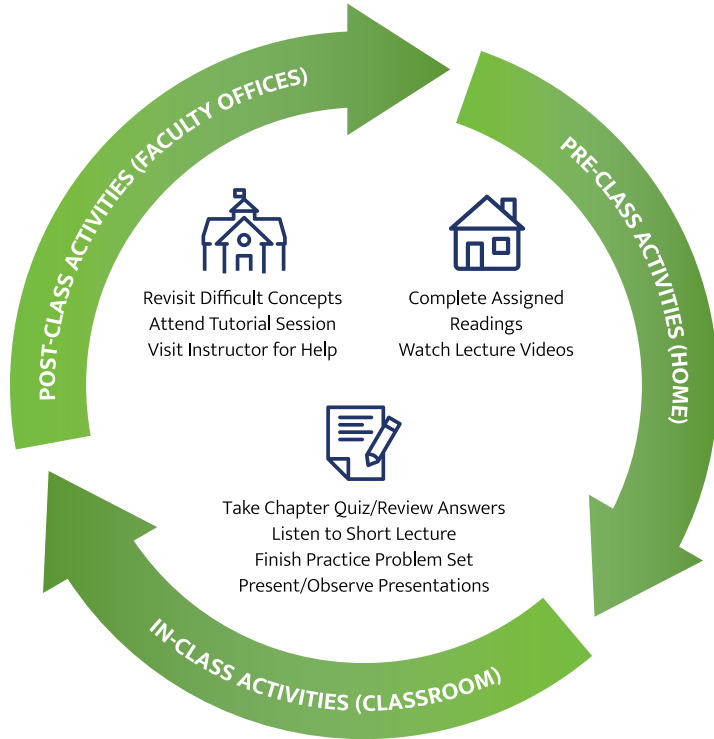 POST-CLASS ACTIVITIES (FACULTY OFFICES)
PRE-CLASS ACTIVITIES (HOME)
Revisit Difficult Concepts
Attend Tutorial Session
Visit Instructor for Help
Complete Assigned
Readings
Watch Lecture Videos
Take Chapter Quiz/Review Answers
Listen to Short Lecture
Finish Practice Problem Set
Present/Observe Presentations
IN-CLASS ACTIVITIES (CLASSROOM)